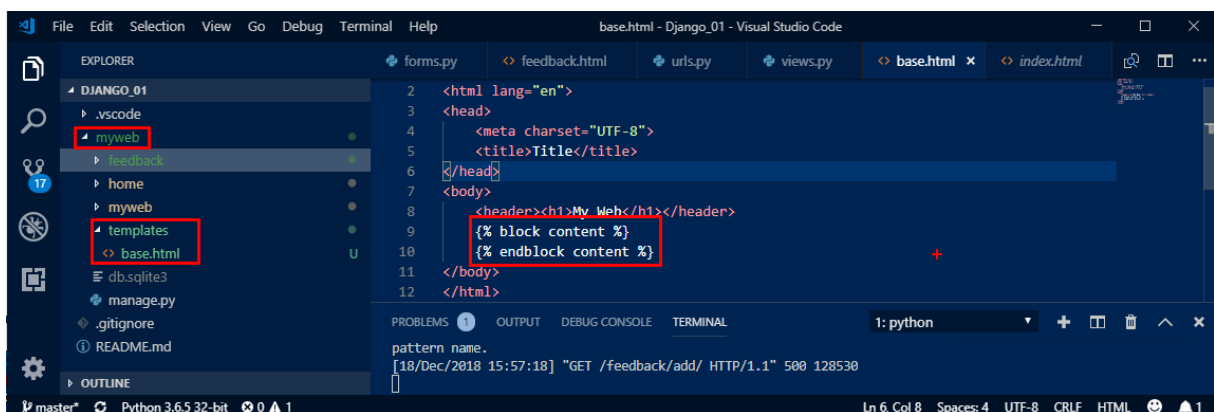 File Edit Selection View Go Debug Terminal Help base.html - Django_01 - Visual Studio Code
EXPLORER
DJANGO_01
.vscode
myweb
feedback
home
myweb
templates
base.html U
db.sqlite3
manage.py
.gitignore
README.md
OUTLINE
17
forms.py feedback.html urls.py views.py base.html index.html
2 <html lang="en">
3 <head>
4 <meta charset="UTF-8">
5 <title>Title</title>
6 </head>
7 <body>
8 <header><h1>My Web</h1></header>
9 {% block content %}
10 {% endblock content %}
11 </body>
12 </html>
PROBLEMS 1 OUTPUT DEBUG CONSOLE TERMINAL 1: python
pattern name.
[18/Dec/2018 15:57:18] "GET /feedback/add/ HTTP/1.1" 500 128530
master* Python 3.6.5 32-bit 0 1 Ln 6, Col 8 Spaces: 4 UTF-8 CRLF HTML 1